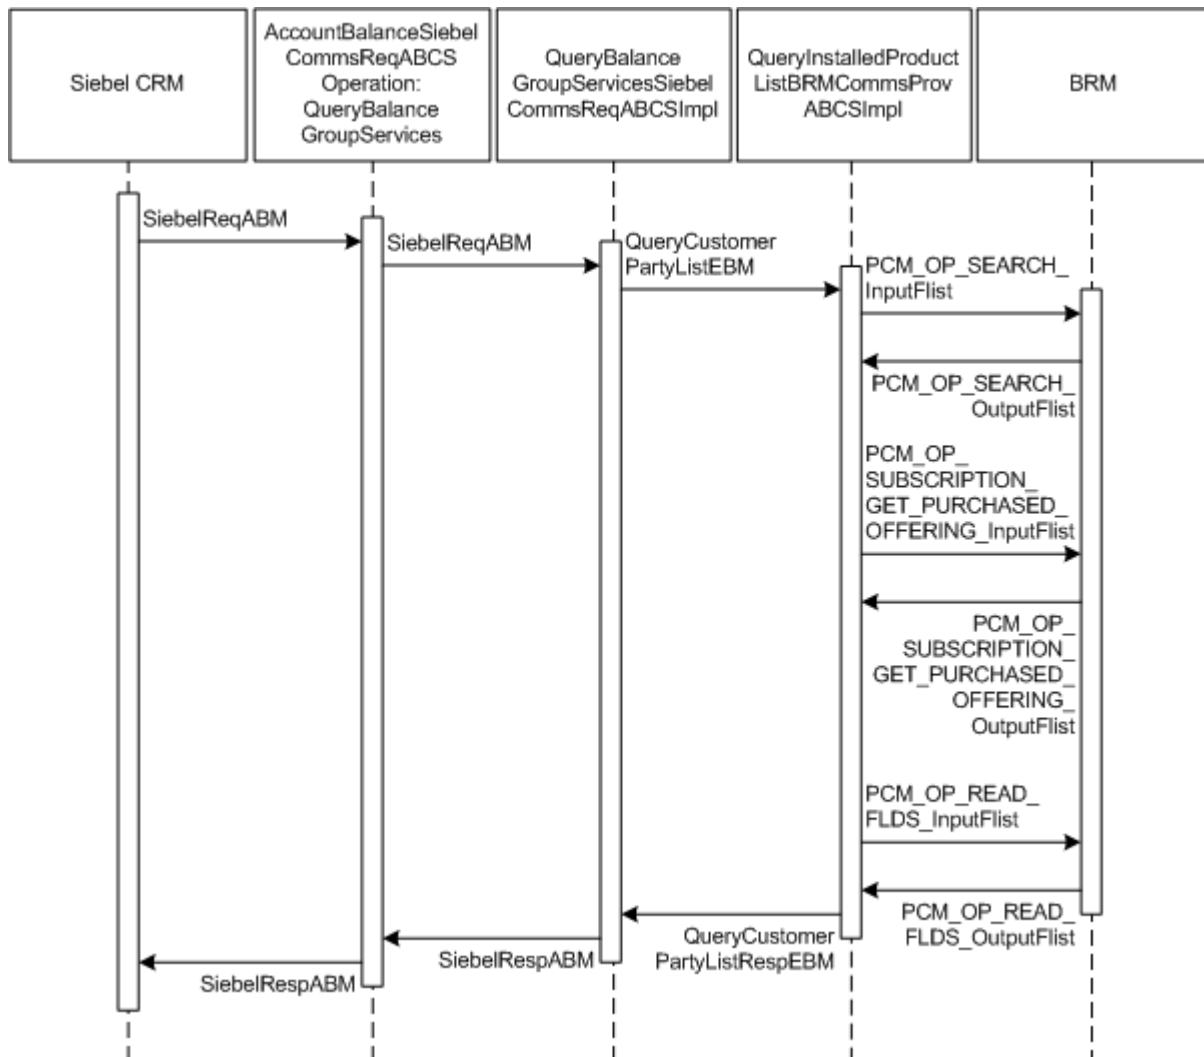 Siebel CRM
AccountBalanceSiebel
CommsReqABCS
Operation:
QueryBalance
GroupServices
QueryBalance
GroupServicesSiebel
CommsReqABCSImpl
QueryInstalledProduct
ListBRMCommsProv
ABCSImpl
BRM
SiebelReqABM
SiebelReqABM
QueryCustomer
PartyListEBM
PCM_OP_SEARCH_
InputFlist
PCM_OP_SEARCH_
OutputFlist
PCM_OP_
SUBSCRIPTION_
GET_PURCHASED_
OFFERING_InputFlist
PCM_OP_
SUBSCRIPTION_
GET_PURCHASED_
OFFERING_
OutputFlist
PCM_OP_READ_
FLDS_InputFlist
PCM_OP_READ_
FLDS_OutputFlist
QueryCustomer
PartyListRespEBM
SiebelRespABM
SiebelRespABM